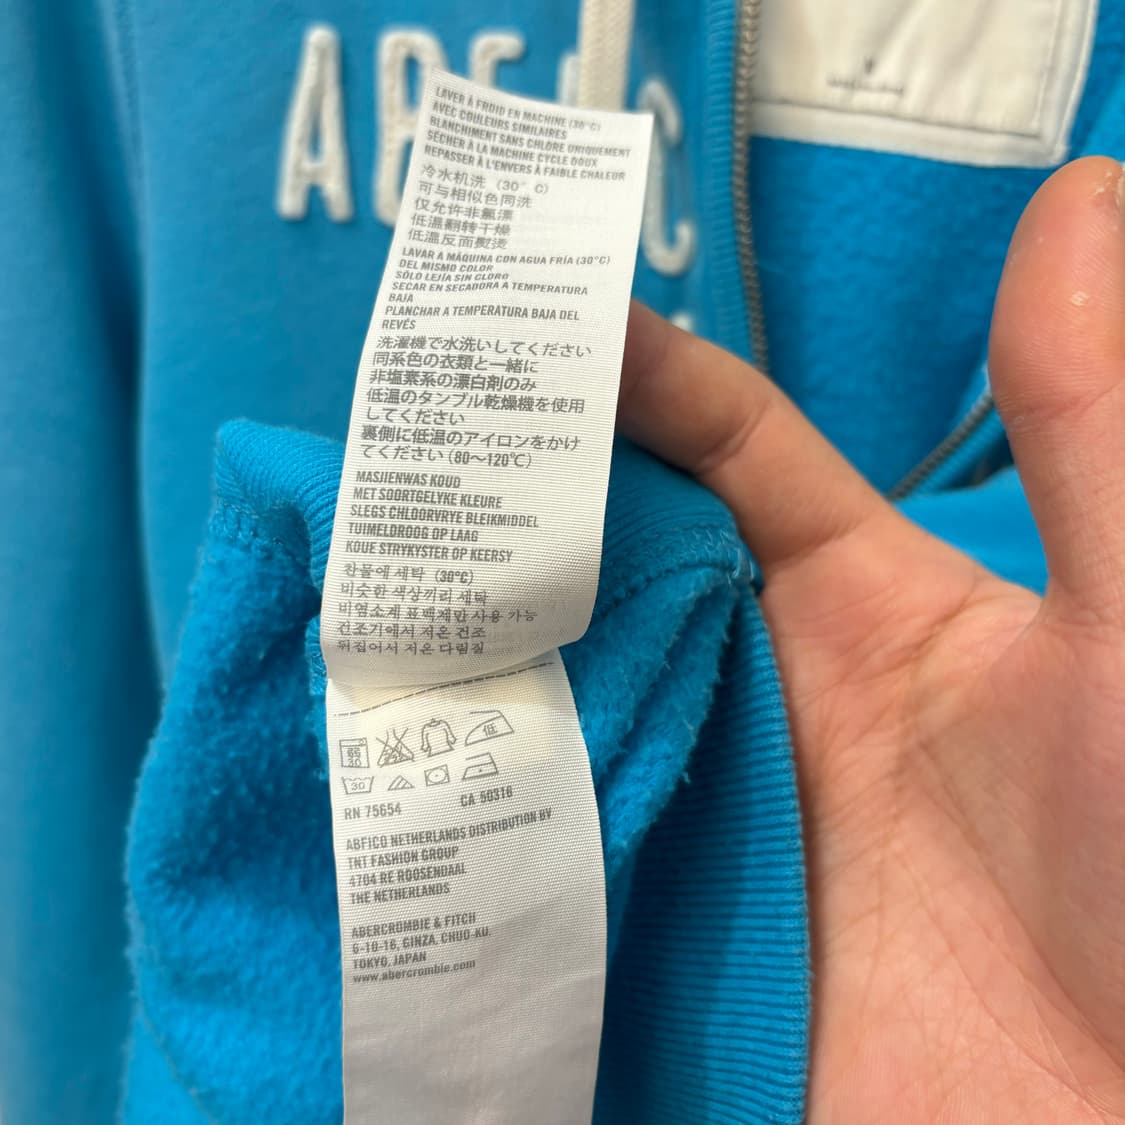 ABERC
LAVER À FROID EN MACHINE (30°C)
AVEC COULEURS SIMILAIRES
BLANCHIMENT SANS CHLORE UNIQUEMENT
SÉCHER À LA MACHINE CYCLE DOUX
REPASSER À L'ENVERS À FAIBLE CHALEUR
冷水机洗 (30°C)
可与相似色同洗
仅允许非氯漂
低温翻转干燥
低温反面熨烫
LAVAR A MÁQUINA CON AGUA FRÍA (30°C)
DEL MISMO COLOR
SÓLO LEJÍA SIN CLORO
SECAR EN SECADORA A TEMPERATURA
BAJA
PLANCHAR A TEMPERATURA BAJA DEL
REVÉS
洗濯機で水洗いしてください
同系色の衣類と一緒に
非塩素系の漂白剤のみ
低温のタンブル乾燥機を使用
してください
裏側に低温のアイロンをかけ
てください (80～120℃)
MASJIENWAS KOUD
MET SOORTGELYKE KLEURE
SLEGS CHLOORVRYE BLEIKMIDDEL
TUIMELDROOG OP LAAG
KOUE STRYKYSTER OP KEERSY
찬물에 세탁 (30°C)
비슷한 색상끼리 세탁
비염소계 표백제만 사용 가능
건조기에서 저온 건조
뒤집어서 저온 다림질
低
30
RN 75654 CA 50316
ABFICO NETHERLANDS DISTRIBUTION BV
TNT FASHION GROUP
4704 RE ROOSENDAAL
THE NETHERLANDS
ABERCROMBIE & FITCH
6-10-16, GINZA, CHUO-KU.
TOKYO, JAPAN
www.abercrombie.com